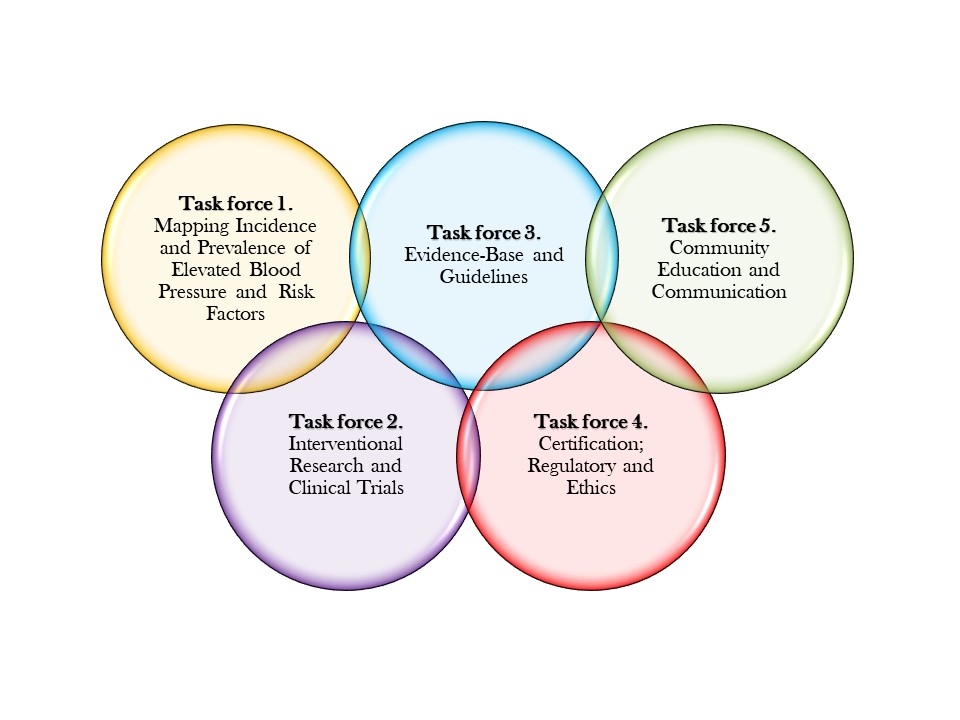 Task force 1.
Mapping Incidence
and Prevalence of
Elevated Blood
Pressure and Risk
Factors
Task force 2.
Interventional
Research and
Clinical Trials
Task force 3.
Evidence-Base and
Guidelines
Task force 4.
Certification;
Regulatory and
Ethics
Task force 5.
Community
Education and
Communication